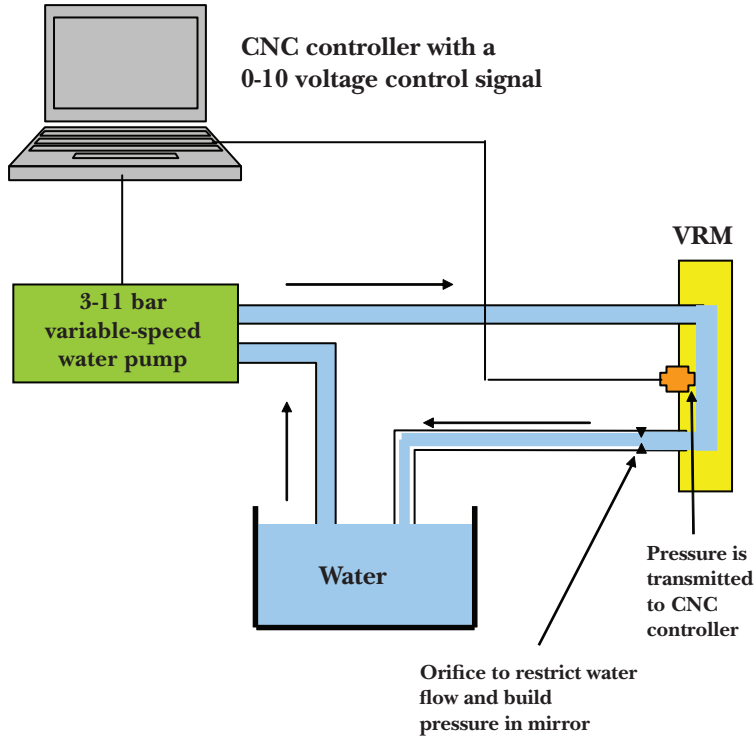 CNC controller with a
0-10 voltage control signal
VRM
3-11 bar
variable-speed
water pump
Water
Pressure is
transmitted
to CNC
controller
Orifice to restrict water
flow and build
pressure in mirror